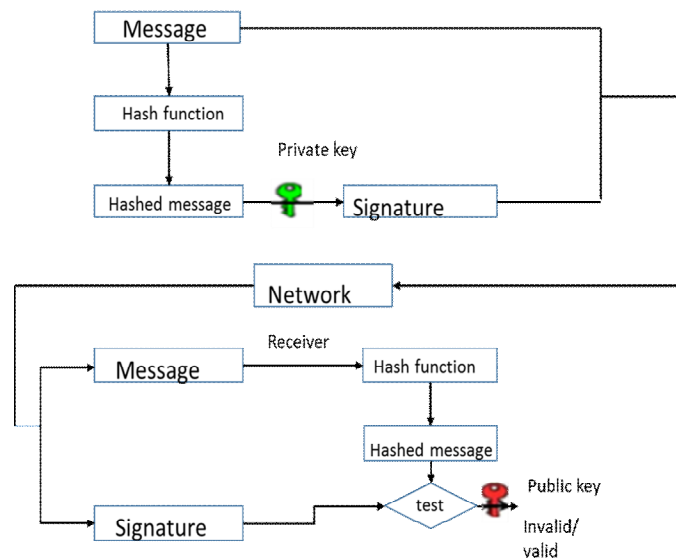 Message
Hash function
Private key
Hashed message
Signature
Network
Receiver
Message
Hash function
Hashed message
Public key
test
Signature
Invalid/
valid